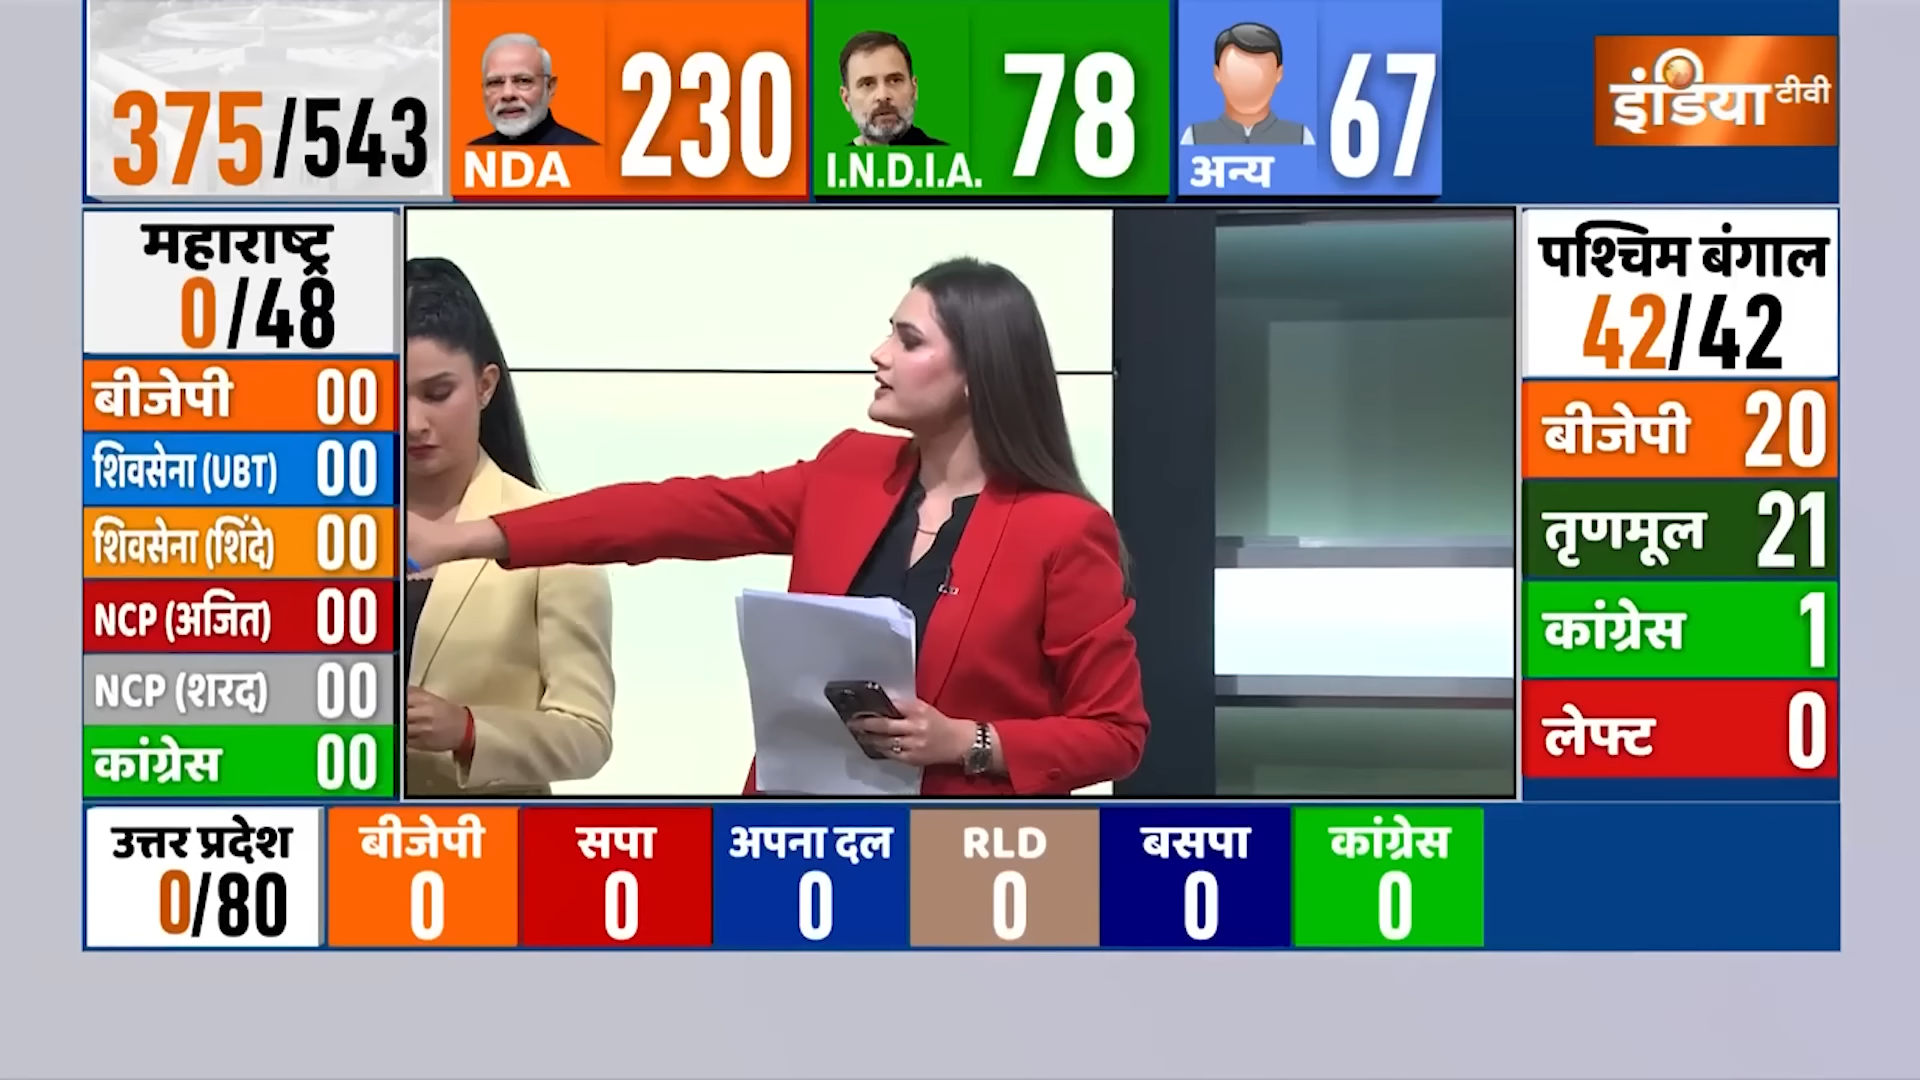 375/543
NDA 230
I.N.D.I.A. 78
अन्य 67
इंडिया टीवी
महाराष्ट्र
0/48
बीजेपी 00
शिवसेना (UBT) 00
शिवसेना (शिंदे) 00
NCP (अजित) 00
NCP (शरद) 00
कांग्रेस 00
पश्चिम बंगाल
42/42
बीजेपी 20
तृणमूल 21
कांग्रेस 1
लेफ्ट 0
उत्तर प्रदेश
0/80
बीजेपी 0
सपा 0
अपना दल 0
RLD 0
बसपा 0
कांग्रेस 0